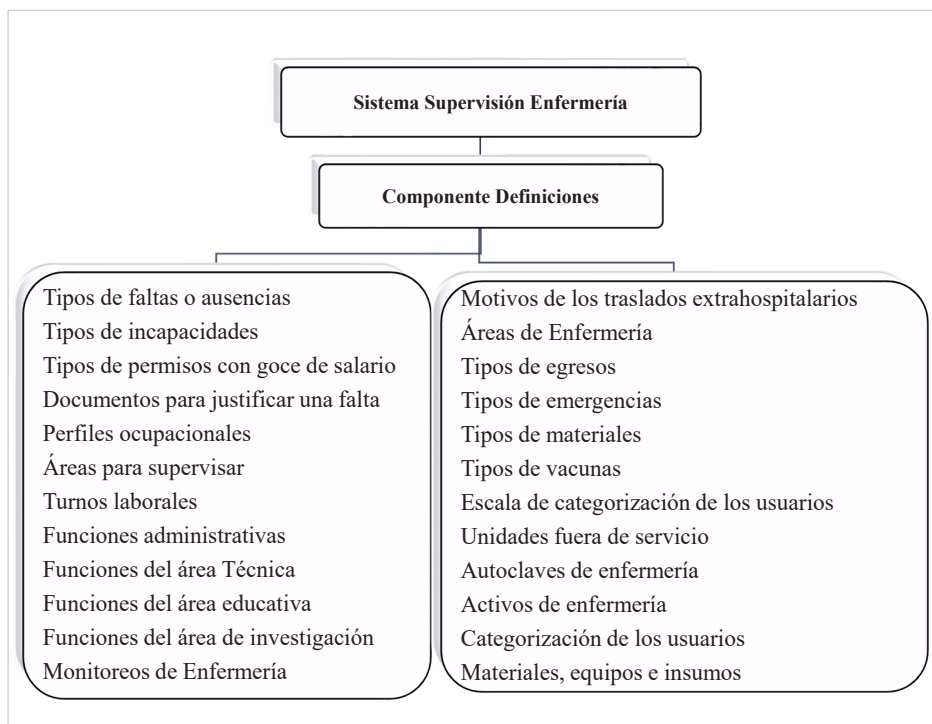 Sistema Supervisión Enfermería
Componente Definiciones
Tipos de faltas o ausencias
Tipos de incapacidades
Tipos de permisos con goce de salario
Documentos para justificar una falta
Perfiles ocupacionales
Áreas para supervisar
Turnos laborales
Funciones administrativas
Funciones del área Técnica
Funciones del área educativa
Funciones del área de investigación
Monitoreos de Enfermería
Motivos de los traslados extrahospitalarios
Áreas de Enfermería
Tipos de egresos
Tipos de emergencias
Tipos de materiales
Tipos de vacunas
Escala de categorización de los usuarios
Unidades fuera de servicio
Autoclaves de enfermería
Activos de enfermería
Categorización de los usuarios
Materiales, equipos e insumos